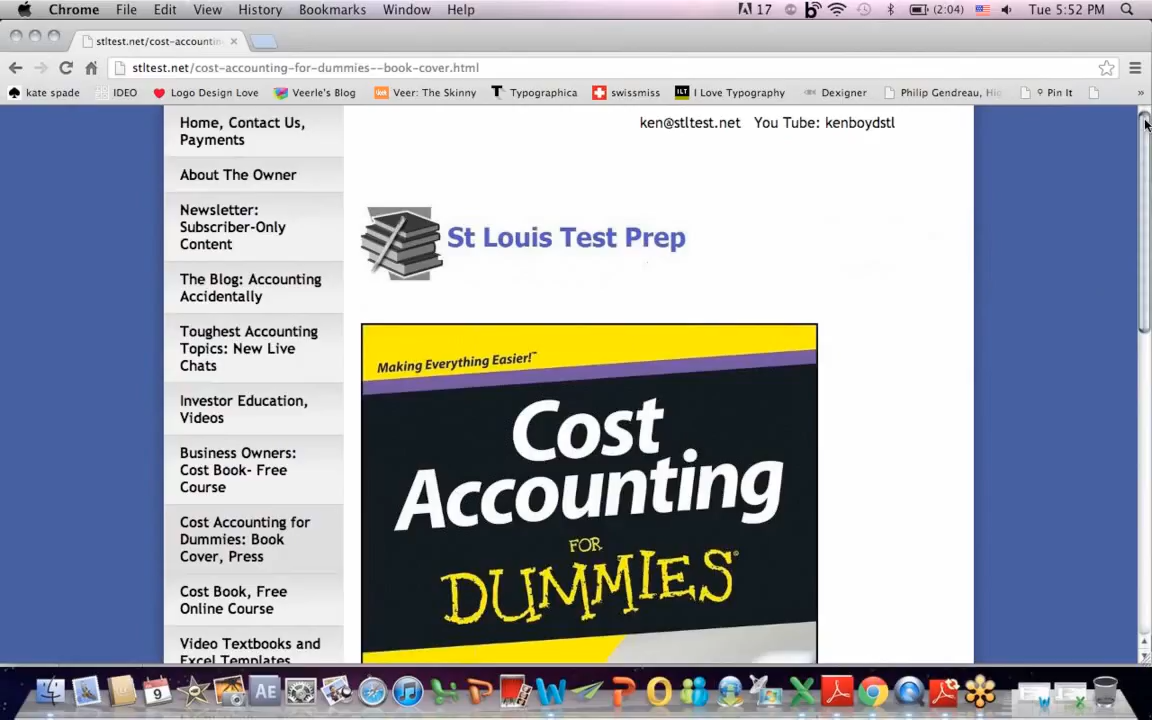 Chrome File Edit View History Bookmarks Window Help 17 (2:04) Tue 5:52 PM
stltest.net/cost-accountin
stltest.net/cost-accounting-for-dummies--book-cover.html
kate spade IDEO Logo Design Love Veerle's Blog Veer: The Skinny Typographica swissmiss ILT I Love Typography Dexigner Philip Gendreau, Hig Pin It »
ken@stltest.net You Tube: kenboydstl
Home, Contact Us,
Payments
About The Owner
Newsletter:
Subscriber-Only
Content
The Blog: Accounting
Accidentally
Toughest Accounting
Topics: New Live
Chats
Investor Education,
Videos
Business Owners:
Cost Book- Free
Course
Cost Accounting for
Dummies: Book
Cover, Press
Cost Book, Free
Online Course
Video Textbooks and
Excel Templates
St Louis Test Prep
Making Everything Easier!™
Cost
Accounting
FOR
DUMMIES®
9 AE W P O W X